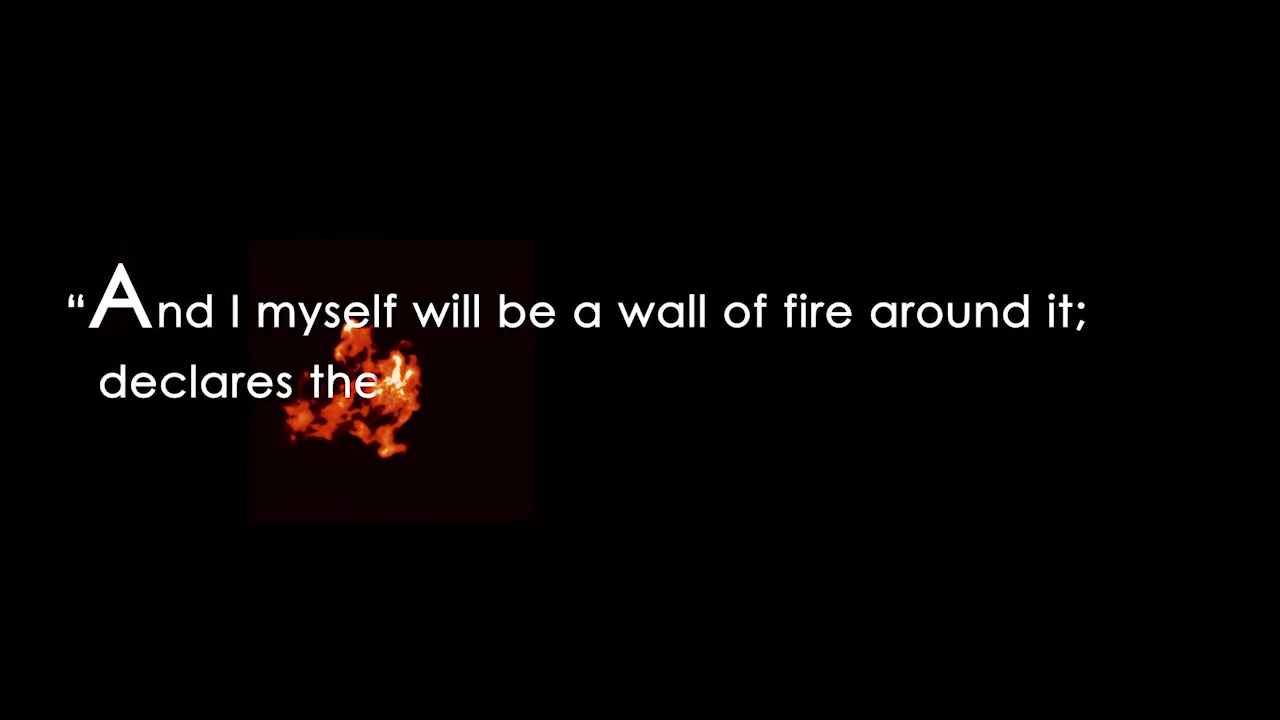 “And I myself will be a wall of fire around it;
declares the